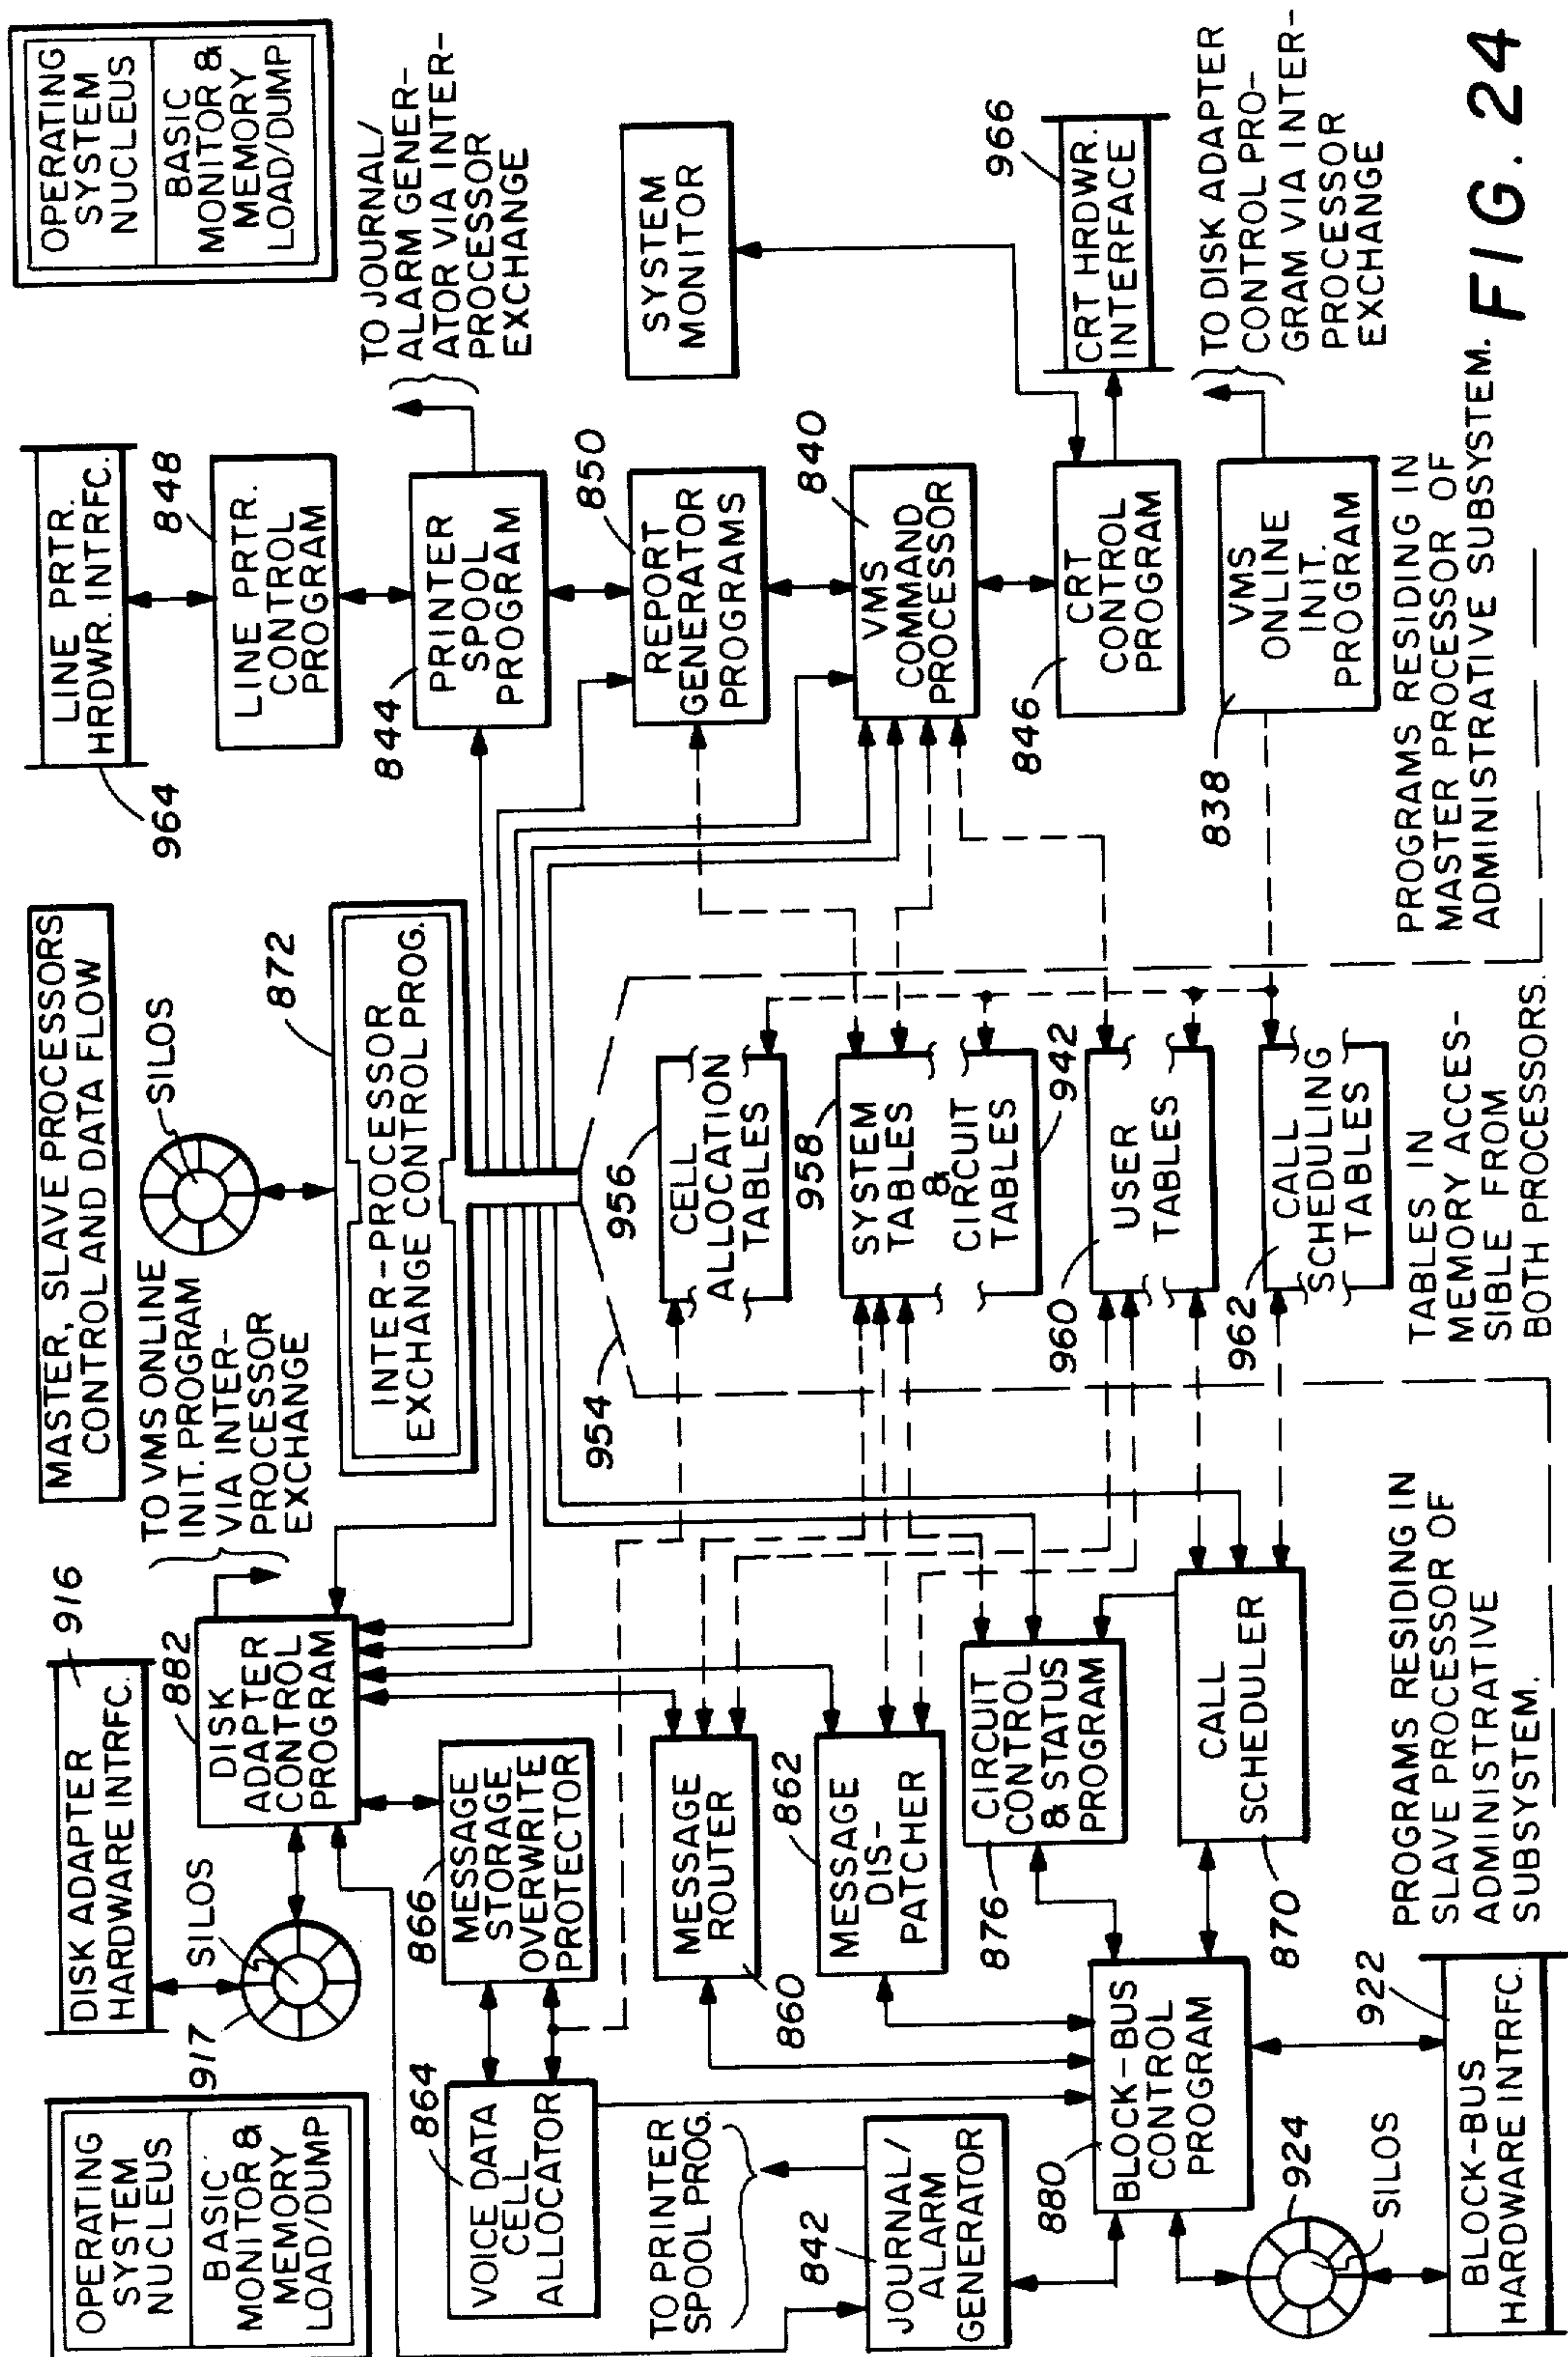 MASTER, SLAVE PROCESSORS
CONTROL AND DATA FLOW
OPERATING
SYSTEM
NUCLEUS
BASIC
MONITOR &
MEMORY
LOAD/DUMP
DISK ADAPTER
HARDWARE INTRFC.
916
SILOS
917
TO VMS ONLINE
INIT. PROGRAM
VIA INTER-
PROCESSOR
EXCHANGE
882
DISK
ADAPTER
CONTROL
PROGRAM
864
VOICE DATA
CELL
ALLOCATOR
866
MESSAGE
STORAGE
OVERWRITE
PROTECTOR
MESSAGE
ROUTER
860
862
MESSAGE
DIS-
PATCHER
TO PRINTER
SPOOL PROG.
842
JOURNAL/
ALARM
GENERATOR
876
CIRCUIT
CONTROL
& STATUS
PROGRAM
CALL
SCHEDULER
870
880
BLOCK-BUS
CONTROL
PROGRAM
924
SILOS
922
BLOCK-BUS
HARDWARE INTRFC.
PROGRAMS RESIDING IN
SLAVE PROCESSOR OF
ADMINISTRATIVE
SUBSYSTEM.
SILOS
872
INTER-PROCESSOR
EXCHANGE CONTROL PROG.
954
956
CELL
ALLOCATION
TABLES
958
SYSTEM
TABLES
&
CIRCUIT
TABLES
942
960
USER
TABLES
962
CALL
SCHEDULING
TABLES
TABLES IN
MEMORY ACCES-
SIBLE FROM
BOTH PROCESSORS.
OPERATING
SYSTEM
NUCLEUS
BASIC
MONITOR &
MEMORY
LOAD/DUMP
LINE PRTR.
HRDWR. INTRFC.
964
848
LINE PRTR.
CONTROL
PROGRAM
TO JOURNAL/
ALARM GENER-
ATOR VIA INTER-
PROCESSOR
EXCHANGE
844
PRINTER
SPOOL
PROGRAM
850
REPORT
GENERATOR
PROGRAMS
SYSTEM
MONITOR
840
VMS
COMMAND
PROCESSOR
846
CRT
CONTROL
PROGRAM
966
CRT HRDWR.
INTERFACE
838
VMS
ONLINE
INIT.
PROGRAM
TO DISK ADAPTER
CONTROL PRO-
GRAM VIA INTER-
PROCESSOR
EXCHANGE
PROGRAMS RESIDING IN
MASTER PROCESSOR OF
ADMINISTRATIVE SUBSYSTEM.
FIG. 24